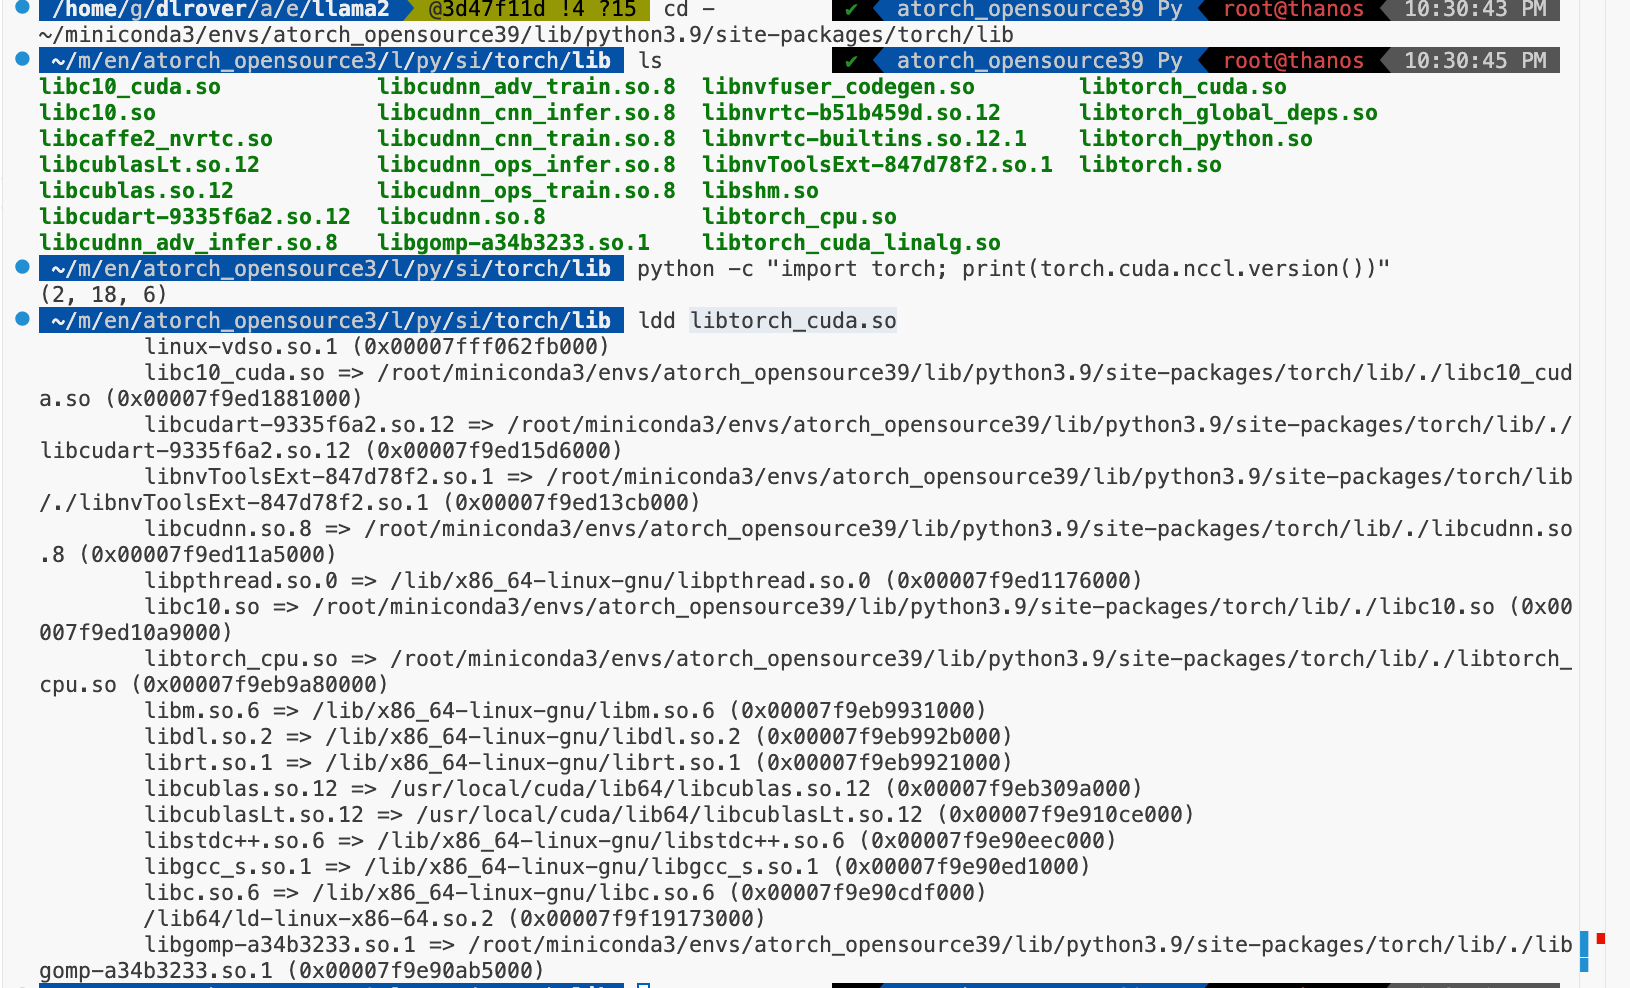 /home/g/dlrover/a/e/llama2 @3d47f11d !4 ?15 cd - ✔ atorch_opensource39 Py root@thanos 10:30:43 PM
~/miniconda3/envs/atorch_opensource39/lib/python3.9/site-packages/torch/lib
~/m/en/atorch_opensource3/l/py/si/torch/lib ls ✔ atorch_opensource39 Py root@thanos 10:30:45 PM
libc10_cuda.so libcudnn_adv_train.so.8 libnvfuser_codegen.so libtorch_cuda.so
libc10.so libcudnn_cnn_infer.so.8 libnvrtc-b51b459d.so.12 libtorch_global_deps.so
libcaffe2_nvrtc.so libcudnn_cnn_train.so.8 libnvrtc-builtins.so.12.1 libtorch_python.so
libcublasLt.so.12 libcudnn_ops_infer.so.8 libnvToolsExt-847d78f2.so.1 libtorch.so
libcublas.so.12 libcudnn_ops_train.so.8 libshm.so
libcudart-9335f6a2.so.12 libcudnn.so.8 libtorch_cpu.so
libcudnn_adv_infer.so.8 libgomp-a34b3233.so.1 libtorch_cuda_linalg.so
~/m/en/atorch_opensource3/l/py/si/torch/lib python -c "import torch; print(torch.cuda.nccl.version())"
(2, 18, 6)
~/m/en/atorch_opensource3/l/py/si/torch/lib ldd libtorch_cuda.so
linux-vdso.so.1 (0x00007fff062fb000)
libc10_cuda.so => /root/miniconda3/envs/atorch_opensource39/lib/python3.9/site-packages/torch/lib/./libc10_cud
a.so (0x00007f9ed1881000)
libcudart-9335f6a2.so.12 => /root/miniconda3/envs/atorch_opensource39/lib/python3.9/site-packages/torch/lib/./
libcudart-9335f6a2.so.12 (0x00007f9ed15d6000)
libnvToolsExt-847d78f2.so.1 => /root/miniconda3/envs/atorch_opensource39/lib/python3.9/site-packages/torch/lib
/./libnvToolsExt-847d78f2.so.1 (0x00007f9ed13cb000)
libcudnn.so.8 => /root/miniconda3/envs/atorch_opensource39/lib/python3.9/site-packages/torch/lib/./libcudnn.so
.8 (0x00007f9ed11a5000)
libpthread.so.0 => /lib/x86_64-linux-gnu/libpthread.so.0 (0x00007f9ed1176000)
libc10.so => /root/miniconda3/envs/atorch_opensource39/lib/python3.9/site-packages/torch/lib/./libc10.so (0x00
007f9ed10a9000)
libtorch_cpu.so => /root/miniconda3/envs/atorch_opensource39/lib/python3.9/site-packages/torch/lib/./libtorch_
cpu.so (0x00007f9eb9a80000)
libm.so.6 => /lib/x86_64-linux-gnu/libm.so.6 (0x00007f9eb9931000)
libdl.so.2 => /lib/x86_64-linux-gnu/libdl.so.2 (0x00007f9eb992b000)
librt.so.1 => /lib/x86_64-linux-gnu/librt.so.1 (0x00007f9eb9921000)
libcublas.so.12 => /usr/local/cuda/lib64/libcublas.so.12 (0x00007f9eb309a000)
libcublasLt.so.12 => /usr/local/cuda/lib64/libcublasLt.so.12 (0x00007f9e910ce000)
libstdc++.so.6 => /lib/x86_64-linux-gnu/libstdc++.so.6 (0x00007f9e90eec000)
libgcc_s.so.1 => /lib/x86_64-linux-gnu/libgcc_s.so.1 (0x00007f9e90ed1000)
libc.so.6 => /lib/x86_64-linux-gnu/libc.so.6 (0x00007f9e90cdf000)
/lib64/ld-linux-x86-64.so.2 (0x00007f9f19173000)
libgomp-a34b3233.so.1 => /root/miniconda3/envs/atorch_opensource39/lib/python3.9/site-packages/torch/lib/./lib
gomp-a34b3233.so.1 (0x00007f9e90ab5000)